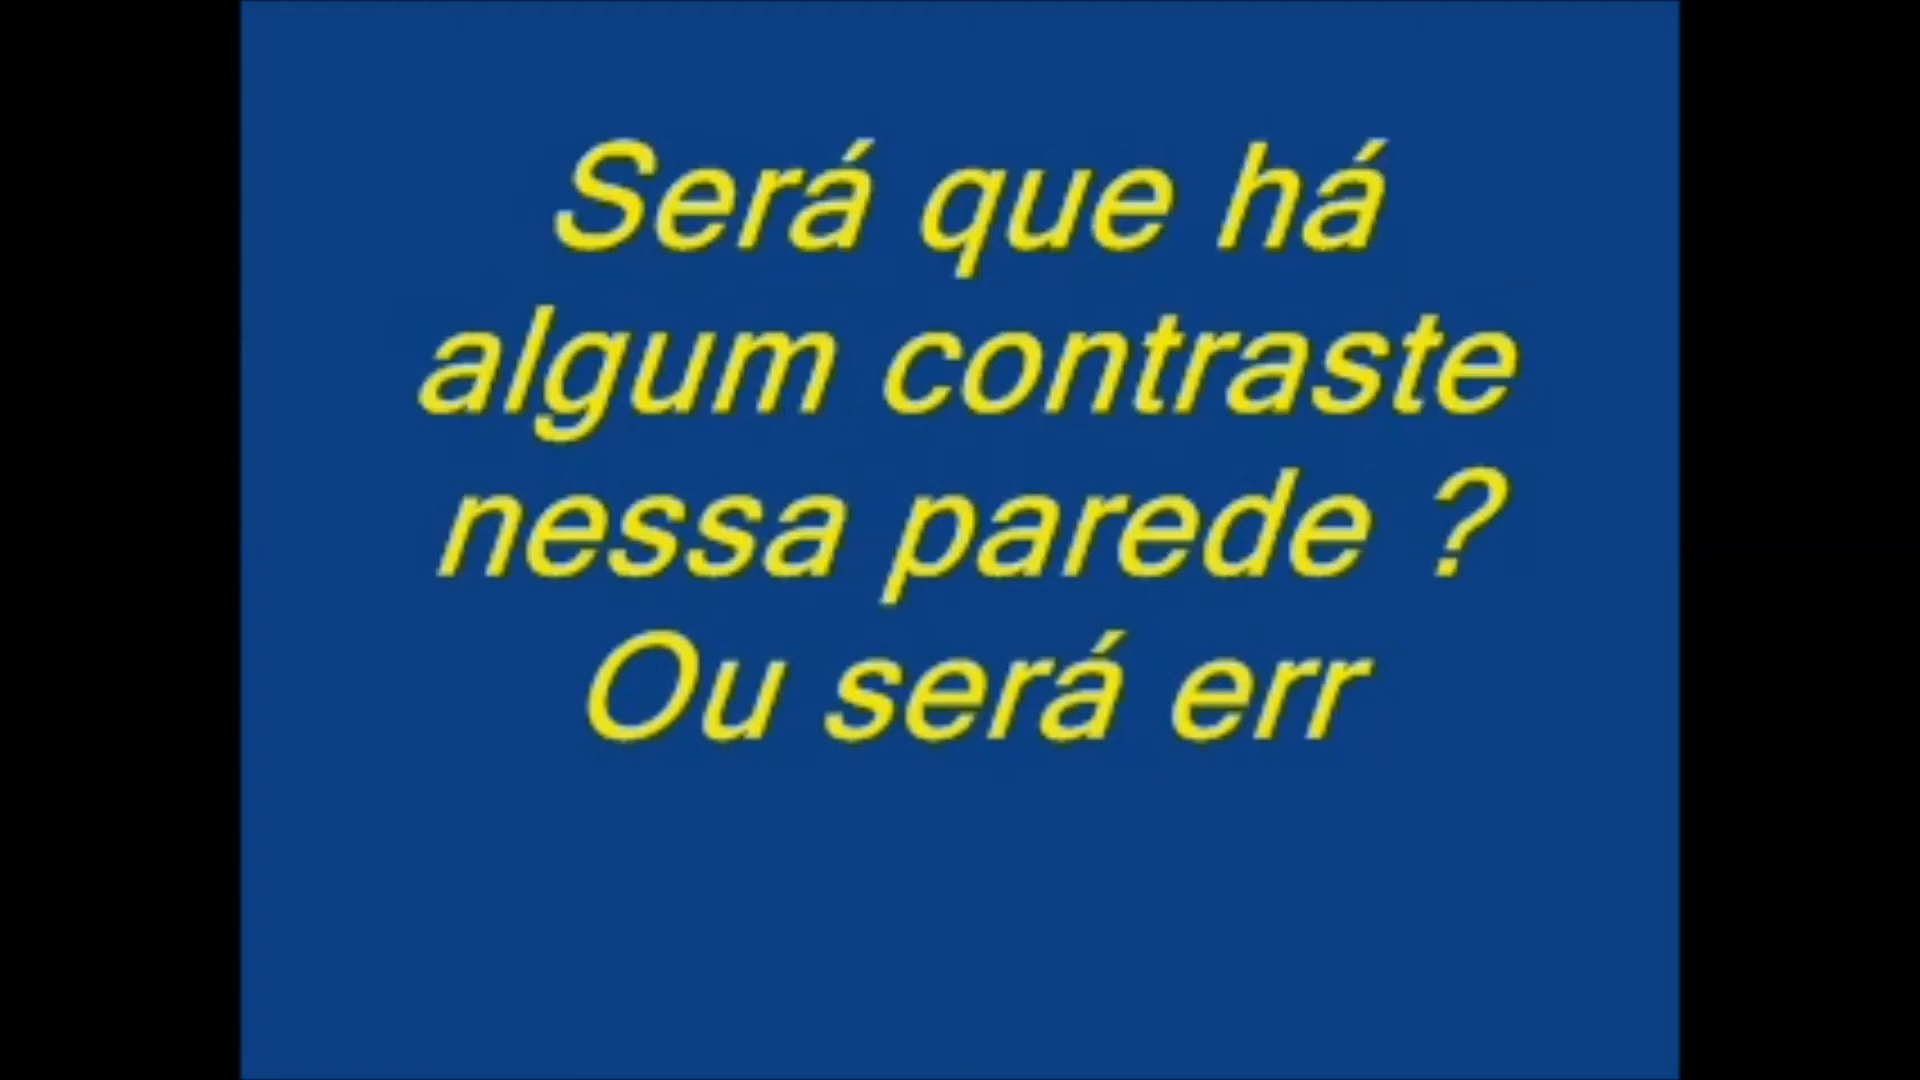 Será que há
algum contraste
nessa parede ?
Ou será err